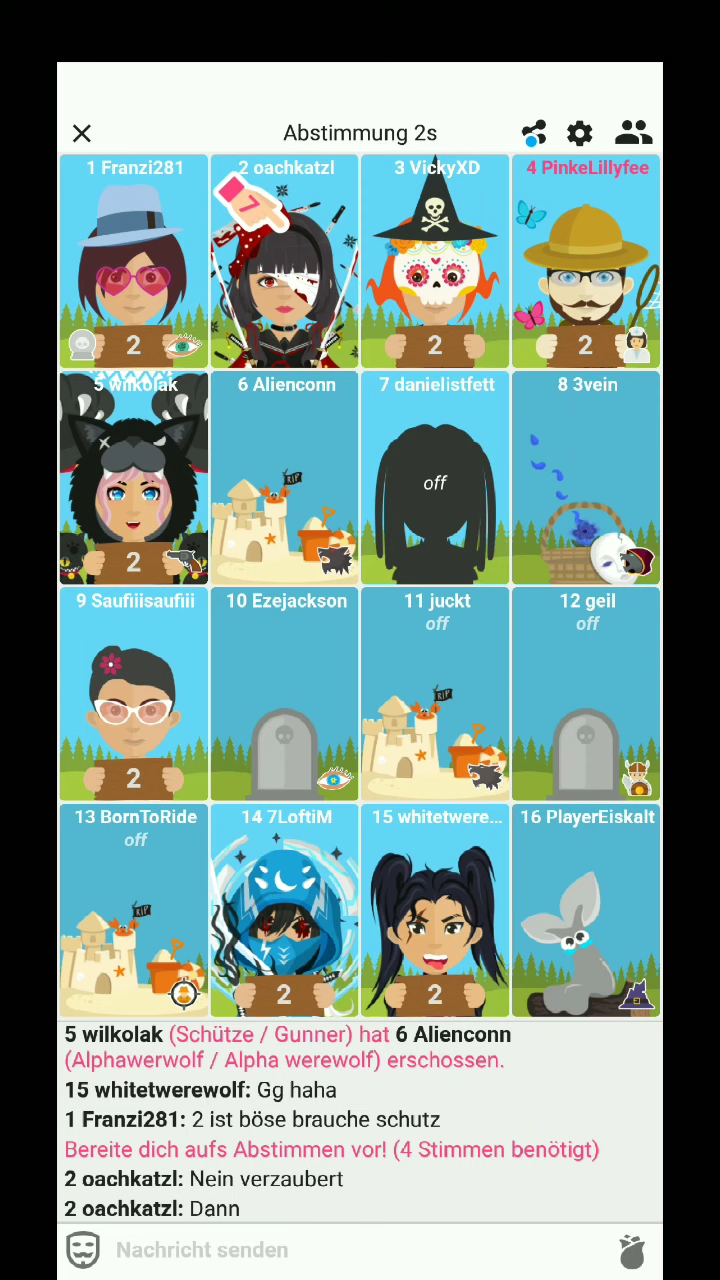 Abstimmung 2s
1 Franzi281
2 oachkatzl
3 VickyXD
4 PinkeLillyfee
7
2
2
2
5 wilkolak
6 Alienconn
7 danielistfett
8 3vein
RIP
off
2
9 Saufiiisaufiii
10 Ezejackson
11 juckt
12 geil
off
off
RIP
2
13 BornToRide
14 7LoftiM
15 whitetwere...
16 PlayerEiskalt
off
RIP
2
2
5 wilkolak (Schütze / Gunner) hat 6 Alienconn
(Alphawerwolf / Alpha werewolf) erschossen.
15 whitetwerewolf: Gg haha
1 Franzi281: 2 ist böse brauche schutz
Bereite dich aufs Abstimmen vor! (4 Stimmen benötigt)
2 oachkatzl: Nein verzaubert
2 oachkatzl: Dann
Nachricht senden